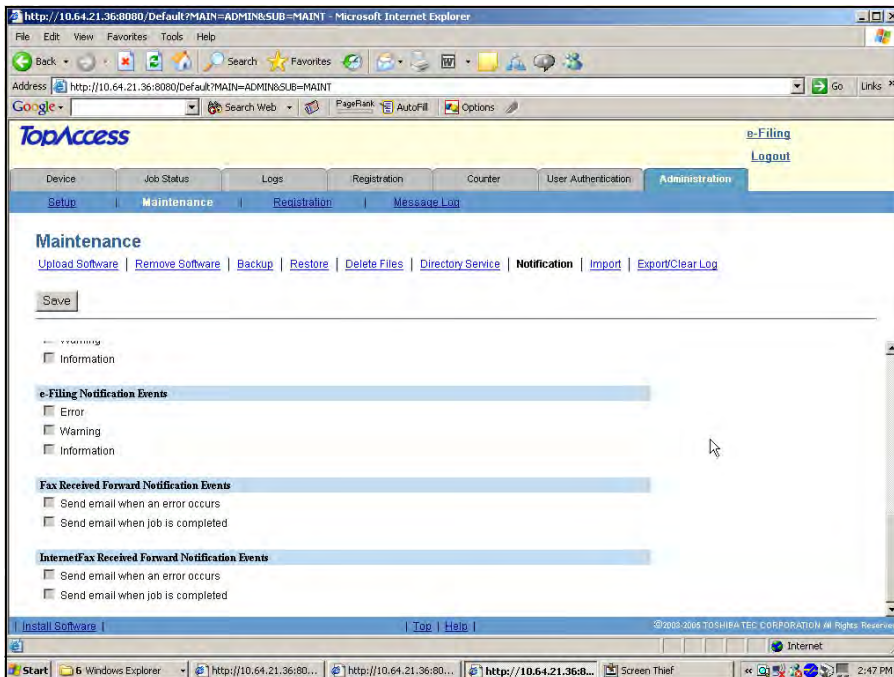 http://10.64.21.36:8080/Default?MAIN=ADMIN&SUB=MAINT - Microsoft Internet Explorer
File Edit View Favorites Tools Help
Back Search Favorites
Address http://10.64.21.36:8080/Default?MAIN=ADMIN&SUB=MAINT Go Links »
Google Search Web PageRank AutoFill Options
TopAccess
e-Filing
Logout
Device Job Status Logs Registration Counter User Authentication Administration
Setup | Maintenance | Registration | Message Log
Maintenance
Upload Software | Remove Software | Backup | Restore | Delete Files | Directory Service | Notification | Import | Export/Clear Log
Save
Warning
Information
e-Filing Notification Events
Error
Warning
Information
Fax Received Forward Notification Events
Send email when an error occurs
Send email when job is completed
InternetFax Received Forward Notification Events
Send email when an error occurs
Send email when job is completed
| Install Software | | Top | Help | ©2003-2005 TOSHIBA TEC CORPORATION All Rights Reserved
Internet
Start 6 Windows Explorer http://10.64.21.36:80... http://10.64.21.36:80... http://10.64.21.36:8... Screen Thief « 2:47 PM